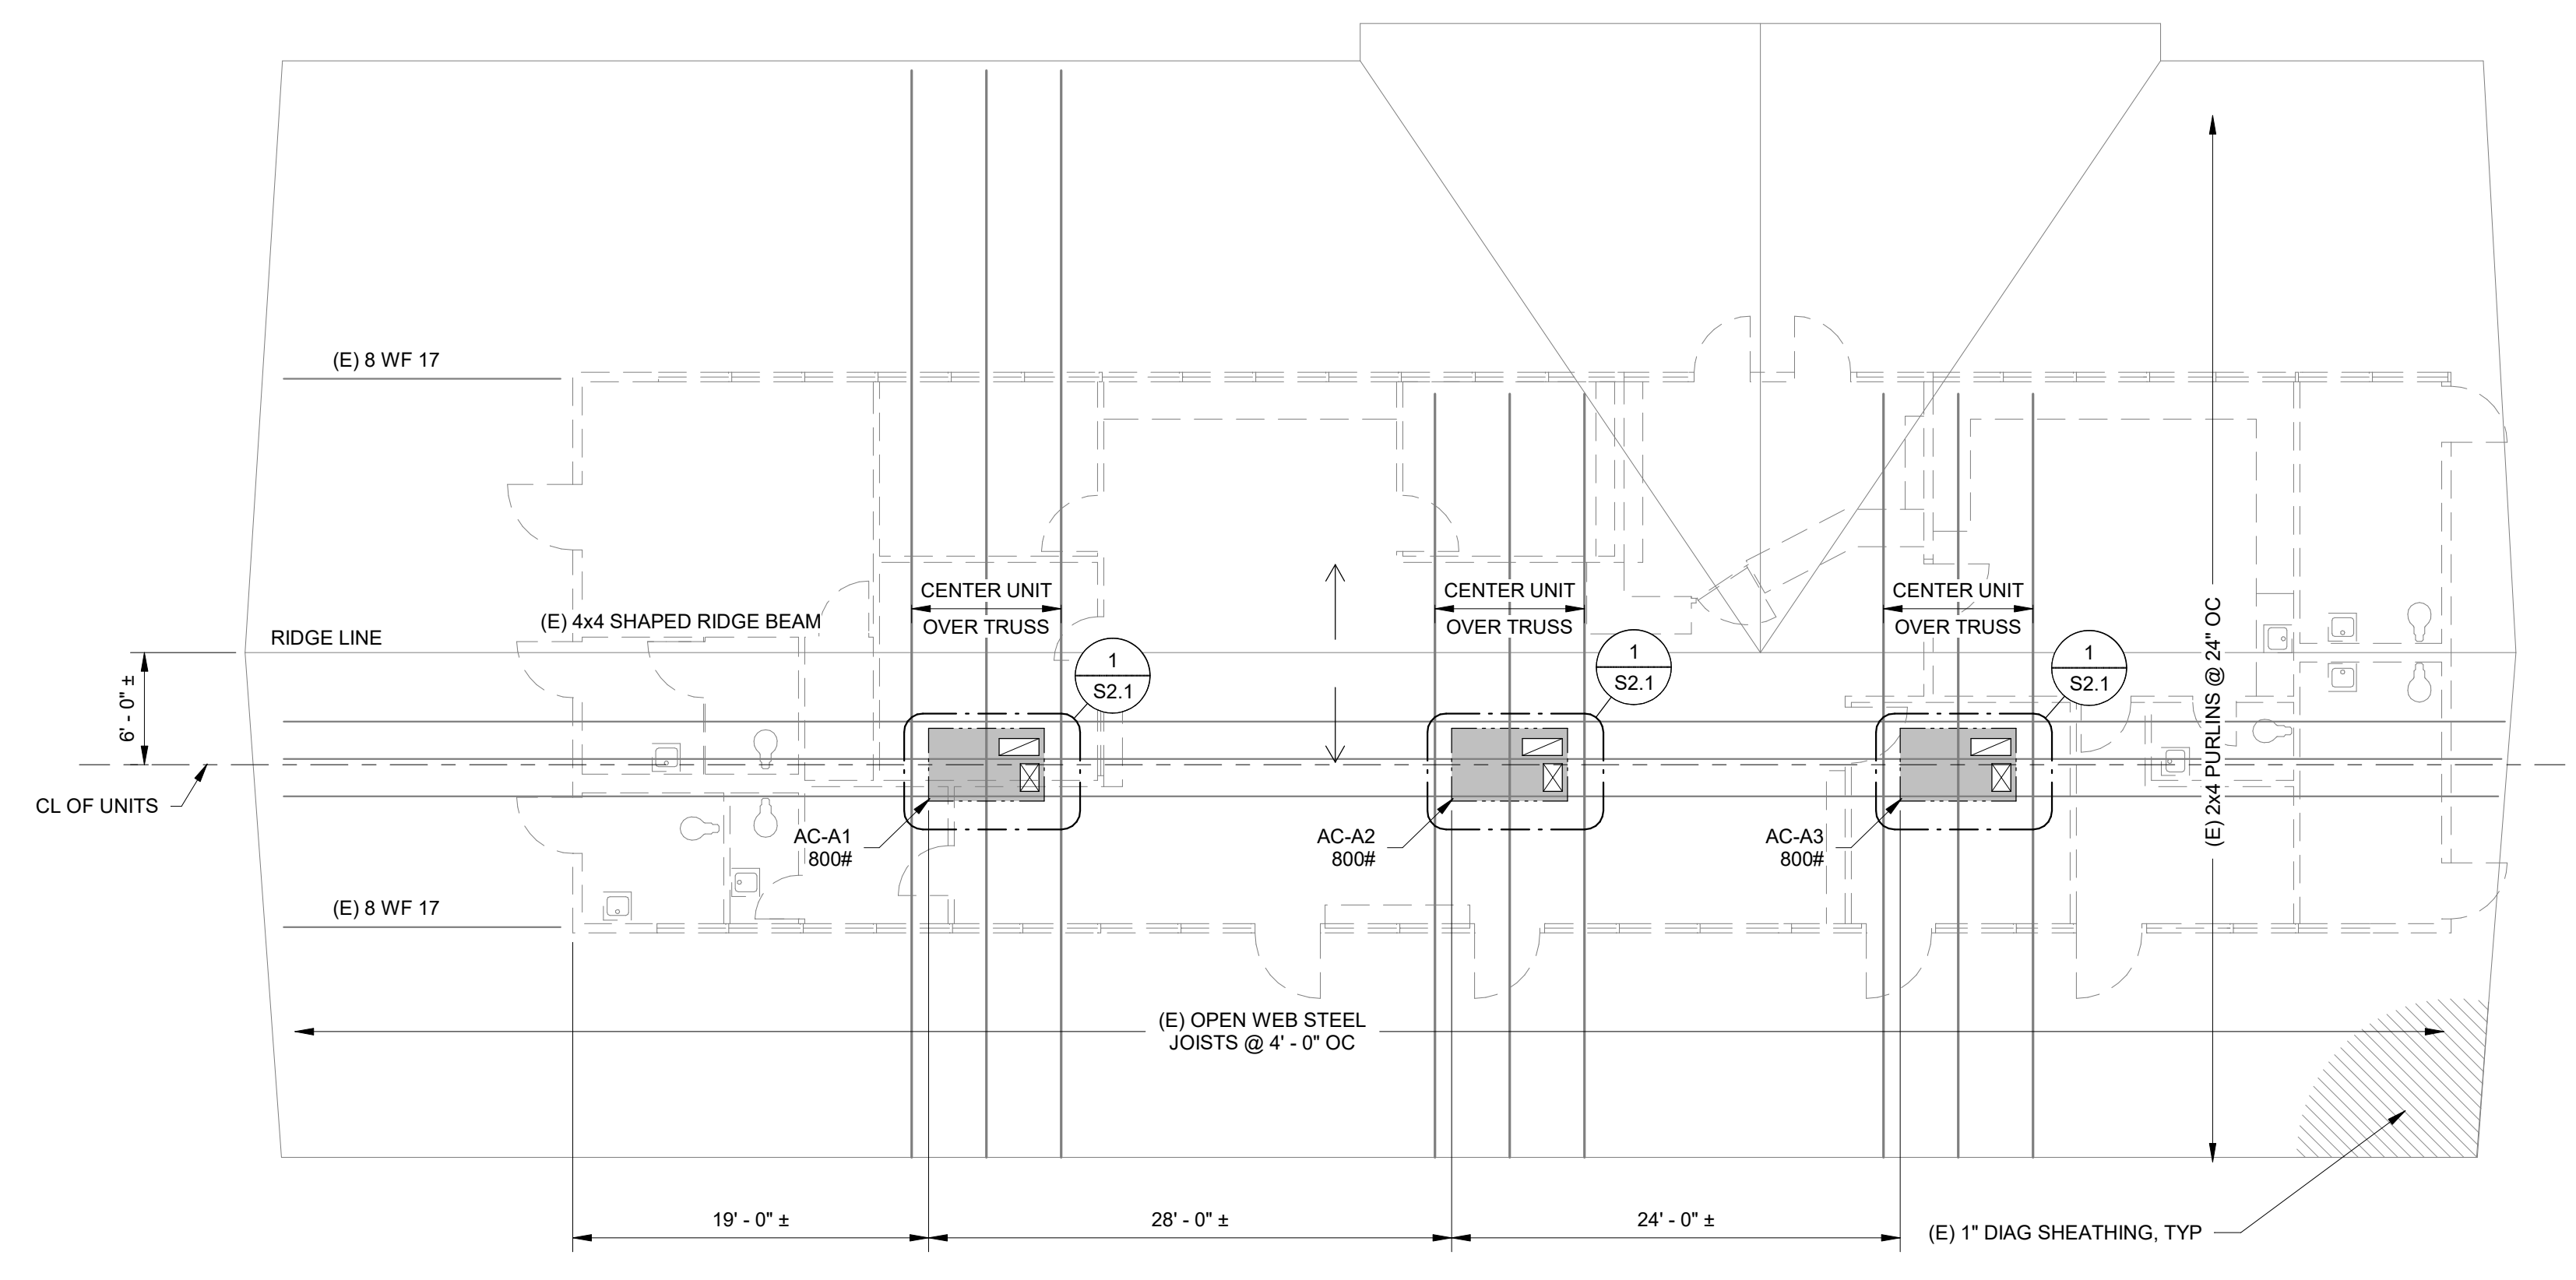 (E) 8 WF 17
CENTER UNIT
OVER TRUSS
CENTER UNIT
OVER TRUSS
CENTER UNIT
OVER TRUSS
(E) 4x4 SHAPED RIDGE BEAM
RIDGE LINE
6' - 0" ±
1
S2.1
1
S2.1
1
S2.1
(E) 2x4 PURLINS @ 24" OC
CL OF UNITS
AC-A1
800#
AC-A2
800#
AC-A3
800#
(E) 8 WF 17
(E) OPEN WEB STEEL
JOISTS @ 4' - 0" OC
19' - 0" ±
28' - 0" ±
24' - 0" ±
(E) 1" DIAG SHEATHING, TYP